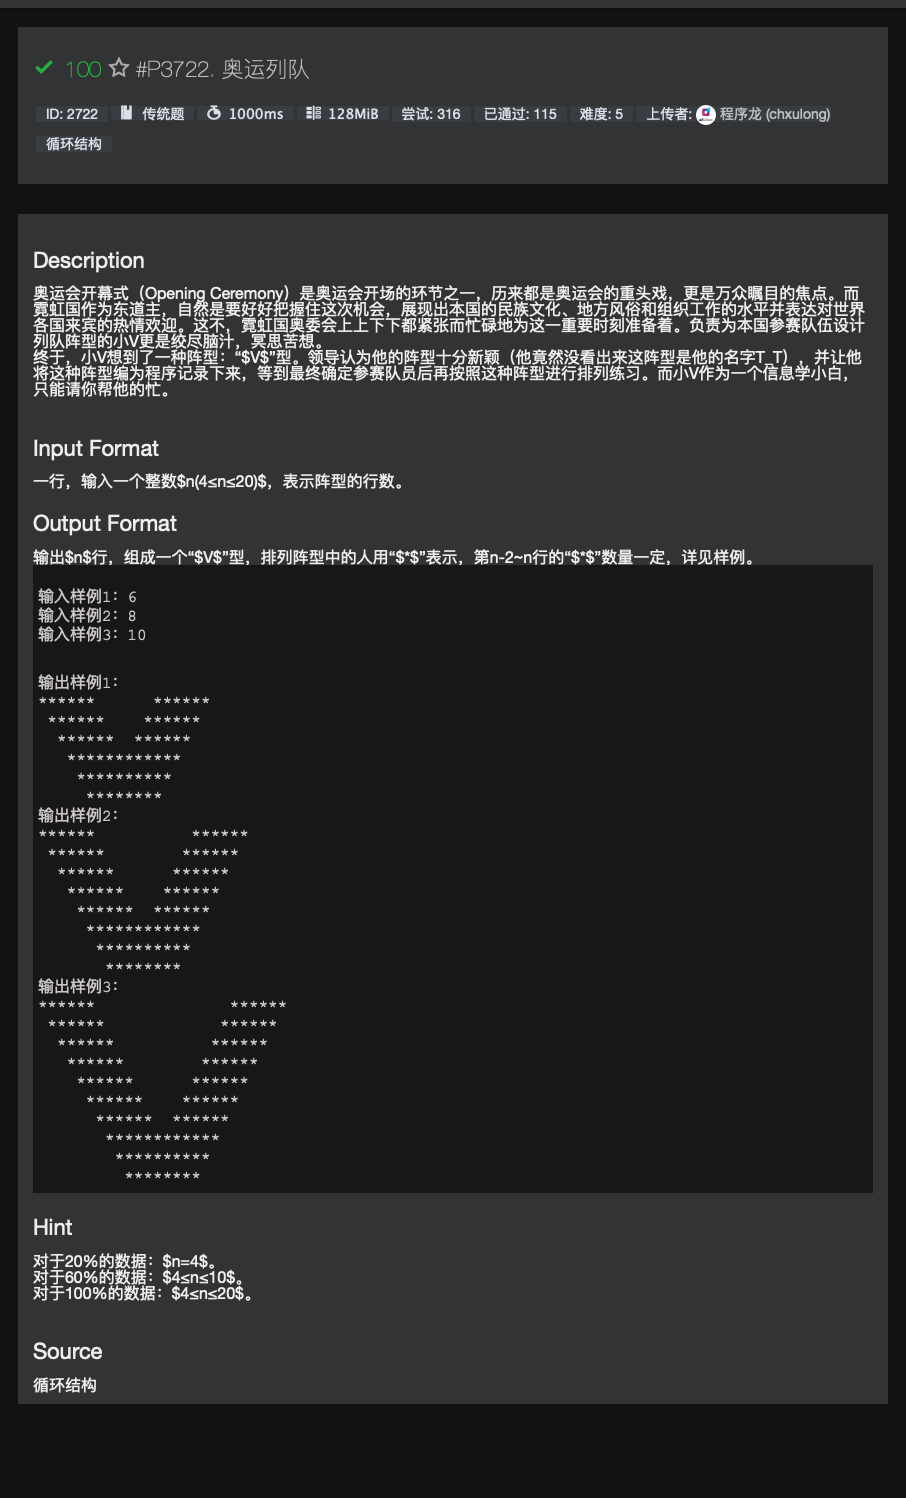 100 #P3722. 奥运列队
ID: 2722 传统题 1000ms 128MiB 尝试: 316 已通过: 115 难度: 5 上传者: 程序龙 (chxulong)
循环结构
Description
奥运会开幕式（Opening Ceremony）是奥运会开场的环节之一，历来都是奥运会的重头戏，更是万众瞩目的焦点。而
霓虹国作为东道主，自然是要好好把握住这次机会，展现出本国的民族文化、地方风俗和组织工作的水平并表达对世界
各国来宾的热情欢迎。这不，霓虹国奥委会上上下下都紧张而忙碌地为这一重要时刻准备着。负责为本国参赛队伍设计
列队阵型的小V更是绞尽脑汁，冥思苦想。
终于，小V想到了一种阵型：“$V$”型。领导认为他的阵型十分新颖（他竟然没看出来这阵型是他的名字T_T），并让他
将这种阵型编为程序记录下来，等到最终确定参赛队员后再按照这种阵型进行排列练习。而小V作为一个信息学小白，
只能请你帮他的忙。
Input Format
一行，输入一个整数$n(4≤n≤20)$，表示阵型的行数。
Output Format
输出$n$行，组成一个“$V$”型，排列阵型中的人用“$*$”表示，第n-2~n行的“$*$”数量一定，详见样例。
输入样例1：6
输入样例2：8
输入样例3：10
输出样例1：
******      ******
 ******    ******
  ******  ******
   ************
    **********
     ********
输出样例2：
******          ******
 ******        ******
  ******      ******
   ******    ******
    ******  ******
     ************
      **********
       ********
输出样例3：
******              ******
 ******            ******
  ******          ******
   ******        ******
    ******      ******
     ******    ******
      ******  ******
       ************
        **********
         ********
Hint
对于20%的数据：$n=4$。
对于60%的数据：$4≤n≤10$。
对于100%的数据：$4≤n≤20$。
Source
循环结构